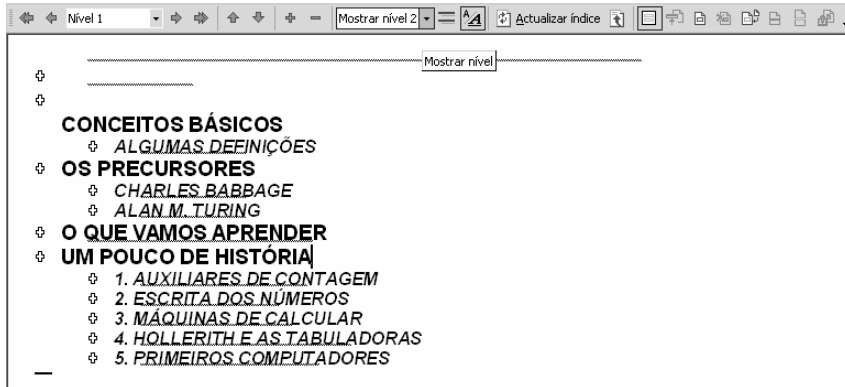 Nível 1 Mostrar nível 2 Actualizar índice
Mostrar nível
CONCEITOS BÁSICOS
ALGUMAS DEFINIÇÕES
OS PRECURSORES
CHARLES BABBAGE
ALAN M. TURING
O QUE VAMOS APRENDER
UM POUCO DE HISTÓRIA
1. AUXILIARES DE CONTAGEM
2. ESCRITA DOS NÚMEROS
3. MÁQUINAS DE CALCULAR
4. HOLLERITH E AS TABULADORAS
5. PRIMEIROS COMPUTADORES